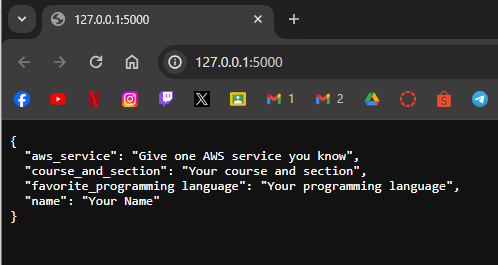 127.0.0.1:5000
127.0.0.1:5000
1 2
{
"aws_service": "Give one AWS service you know",
"course_and_section": "Your course and section",
"favorite_programming language": "Your programming language",
"name": "Your Name"
}